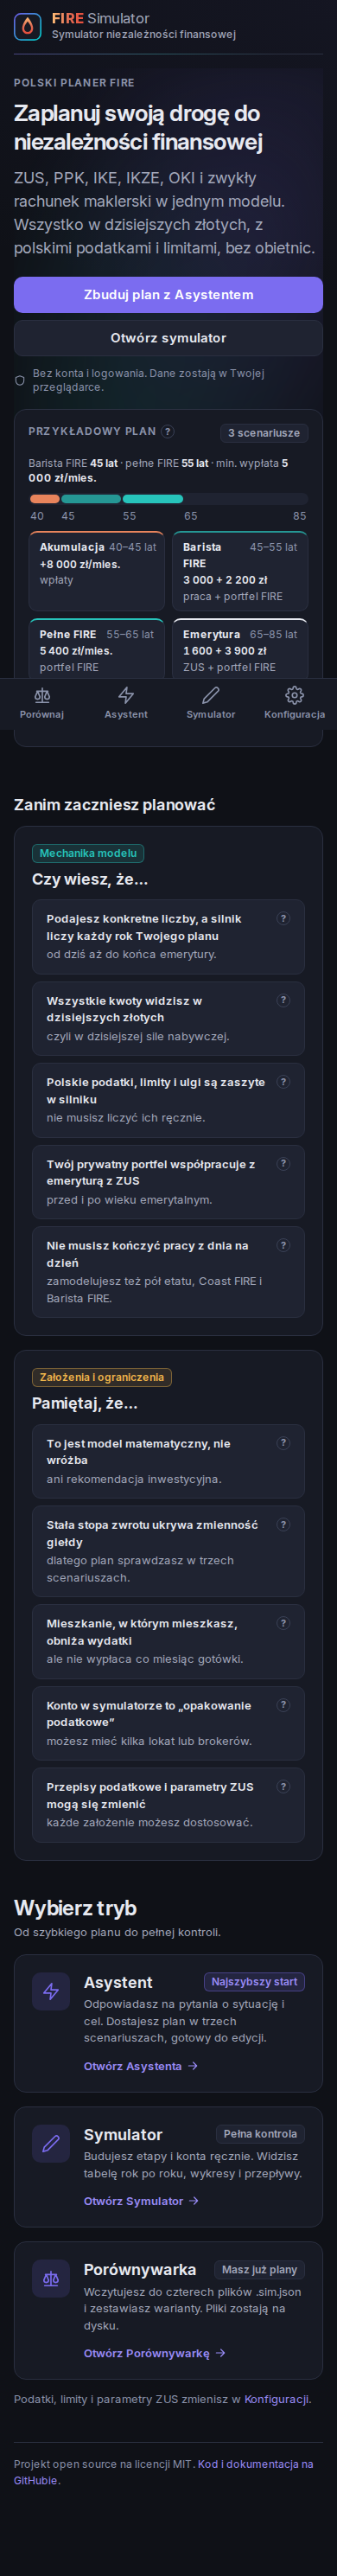 FIRE Simulator
Symulator niezależności finansowej
POLSKI PLANER FIRE
Zaplanuj swoją drogę do
niezależności finansowej
ZUS, PPK, IKE, IKZE, OKI i zwykły
rachunek maklerski w jednym modelu.
Wszystko w dzisiejszych złotych, z
polskimi podatkami i limitami, bez obietnic.
Zbuduj plan z Asystentem
Otwórz symulator
Bez konta i logowania. Dane zostają w Twojej
przeglądarce.
PRZYKŁADOWY PLAN ?
3 scenariusze
Barista FIRE 45 lat · pełne FIRE 55 lat · min. wypłata 5
000 zł/mies.
40 45 55 65 85
Akumulacja 40–45 lat
+8 000 zł/mies.
wpłaty
Barista 45–55 lat
FIRE
3 000 + 2 200 zł
praca + portfel FIRE
Pełne FIRE 55–65 lat
5 400 zł/mies.
portfel FIRE
Emerytura 65–85 lat
1 600 + 3 900 zł
ZUS + portfel FIRE
Porównaj
Asystent
Symulator
Konfiguracja
Zanim zaczniesz planować
Mechanika modelu
Czy wiesz, że...
Podajesz konkretne liczby, a silnik ?
liczy każdy rok Twojego planu
od dziś aż do końca emerytury.
Wszystkie kwoty widzisz w ?
dzisiejszych złotych
czyli w dzisiejszej sile nabywczej.
Polskie podatki, limity i ulgi są zaszyte ?
w silniku
nie musisz liczyć ich ręcznie.
Twój prywatny portfel współpracuje z ?
emeryturą z ZUS
przed i po wieku emerytalnym.
Nie musisz kończyć pracy z dnia na ?
dzień
zamodelujesz też pół etatu, Coast FIRE i
Barista FIRE.
Założenia i ograniczenia
Pamiętaj, że...
To jest model matematyczny, nie ?
wróżba
ani rekomendacja inwestycyjna.
Stała stopa zwrotu ukrywa zmienność ?
giełdy
dlatego plan sprawdzasz w trzech
scenariuszach.
Mieszkanie, w którym mieszkasz, ?
obniża wydatki
ale nie wypłaca co miesiąc gotówki.
Konto w symulatorze to „opakowanie ?
podatkowe”
możesz mieć kilka lokat lub brokerów.
Przepisy podatkowe i parametry ZUS ?
mogą się zmienić
każde założenie możesz dostosować.
Wybierz tryb
Od szybkiego planu do pełnej kontroli.
Asystent
Najszybszy start
Odpowiadasz na pytania o sytuację i
cel. Dostajesz plan w trzech
scenariuszach, gotowy do edycji.
Otwórz Asystenta →
Symulator
Pełna kontrola
Budujesz etapy i konta ręcznie. Widzisz
tabelę rok po roku, wykresy i przepływy.
Otwórz Symulator →
Porównywarka
Masz już plany
Wczytujesz do czterech plików .sim.json
i zestawiasz warianty. Pliki zostają na
dysku.
Otwórz Porównywarkę →
Podatki, limity i parametry ZUS zmienisz w Konfiguracji.
Projekt open source na licencji MIT. Kod i dokumentacja na
GitHubie.